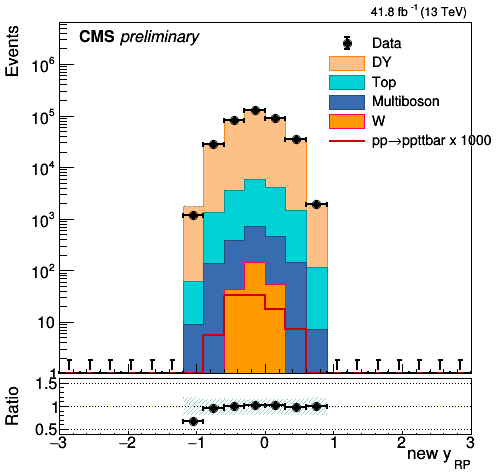 41.8 fb⁻¹ (13 TeV)
CMS preliminary
Events
10⁶
10⁵
10⁴
10³
10²
10
1
Data
DY
Top
Multiboson
W
pp→ppttbar x 1000
Ratio
1.5
1
0.5
−3 −2 −1 0 1 2 3
new y_RP